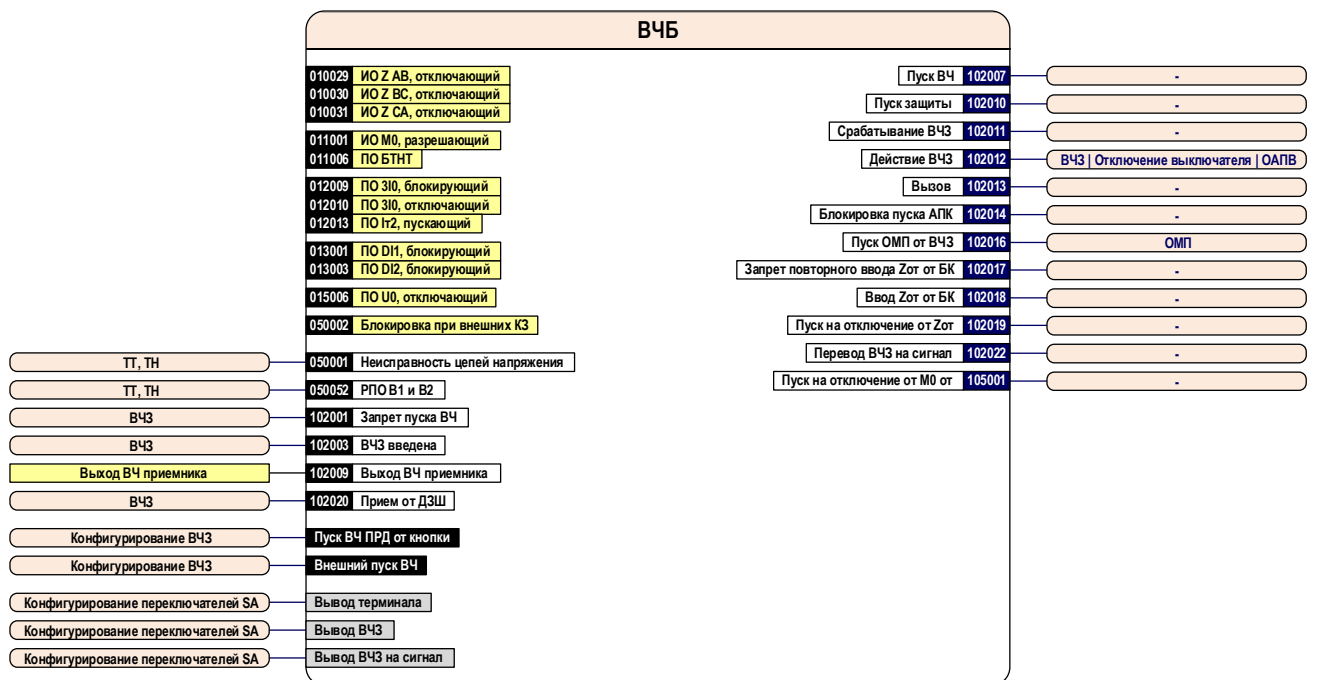 ВЧБ
010029 ИО Z АВ, отключающий
010030 ИО Z ВС, отключающий
010031 ИО Z СА, отключающий
011001 ИО М0, разрешающий
011006 ПО БТНТ
012009 ПО 3I0, блокирующий
012010 ПО 3I0, отключающий
012013 ПО Iт2, пускающий
013001 ПО DI1, блокирующий
013003 ПО DI2, блокирующий
015006 ПО U0, отключающий
050002 Блокировка при внешних КЗ
ТТ, ТН 050001 Неисправность цепей напряжения
ТТ, ТН 050052 РПО В1 и В2
ВЧЗ 102001 Запрет пуска ВЧ
ВЧЗ 102003 ВЧЗ введена
Выход ВЧ приемника 102009 Выход ВЧ приемника
ВЧЗ 102020 Прием от ДЗШ
Конфигурирование ВЧЗ Пуск ВЧ ПРД от кнопки
Конфигурирование ВЧЗ Внешний пуск ВЧ
Конфигурирование переключателей SA Вывод терминала
Конфигурирование переключателей SA Вывод ВЧЗ
Конфигурирование переключателей SA Вывод ВЧЗ на сигнал
Пуск ВЧ 102007 -
Пуск защиты 102010 -
Срабатывание ВЧЗ 102011 -
Действие ВЧЗ 102012 ВЧЗ | Отключение выключателя | ОАПВ
Вызов 102013 -
Блокировка пуска АПК 102014 -
Пуск ОМП от ВЧЗ 102016 ОМП
Запрет повторного ввода Zот от БК 102017 -
Ввод Zот от БК 102018 -
Пуск на отключение от Zот 102019 -
Перевод ВЧЗ на сигнал 102022 -
Пуск на отключение от М0 от 105001 -